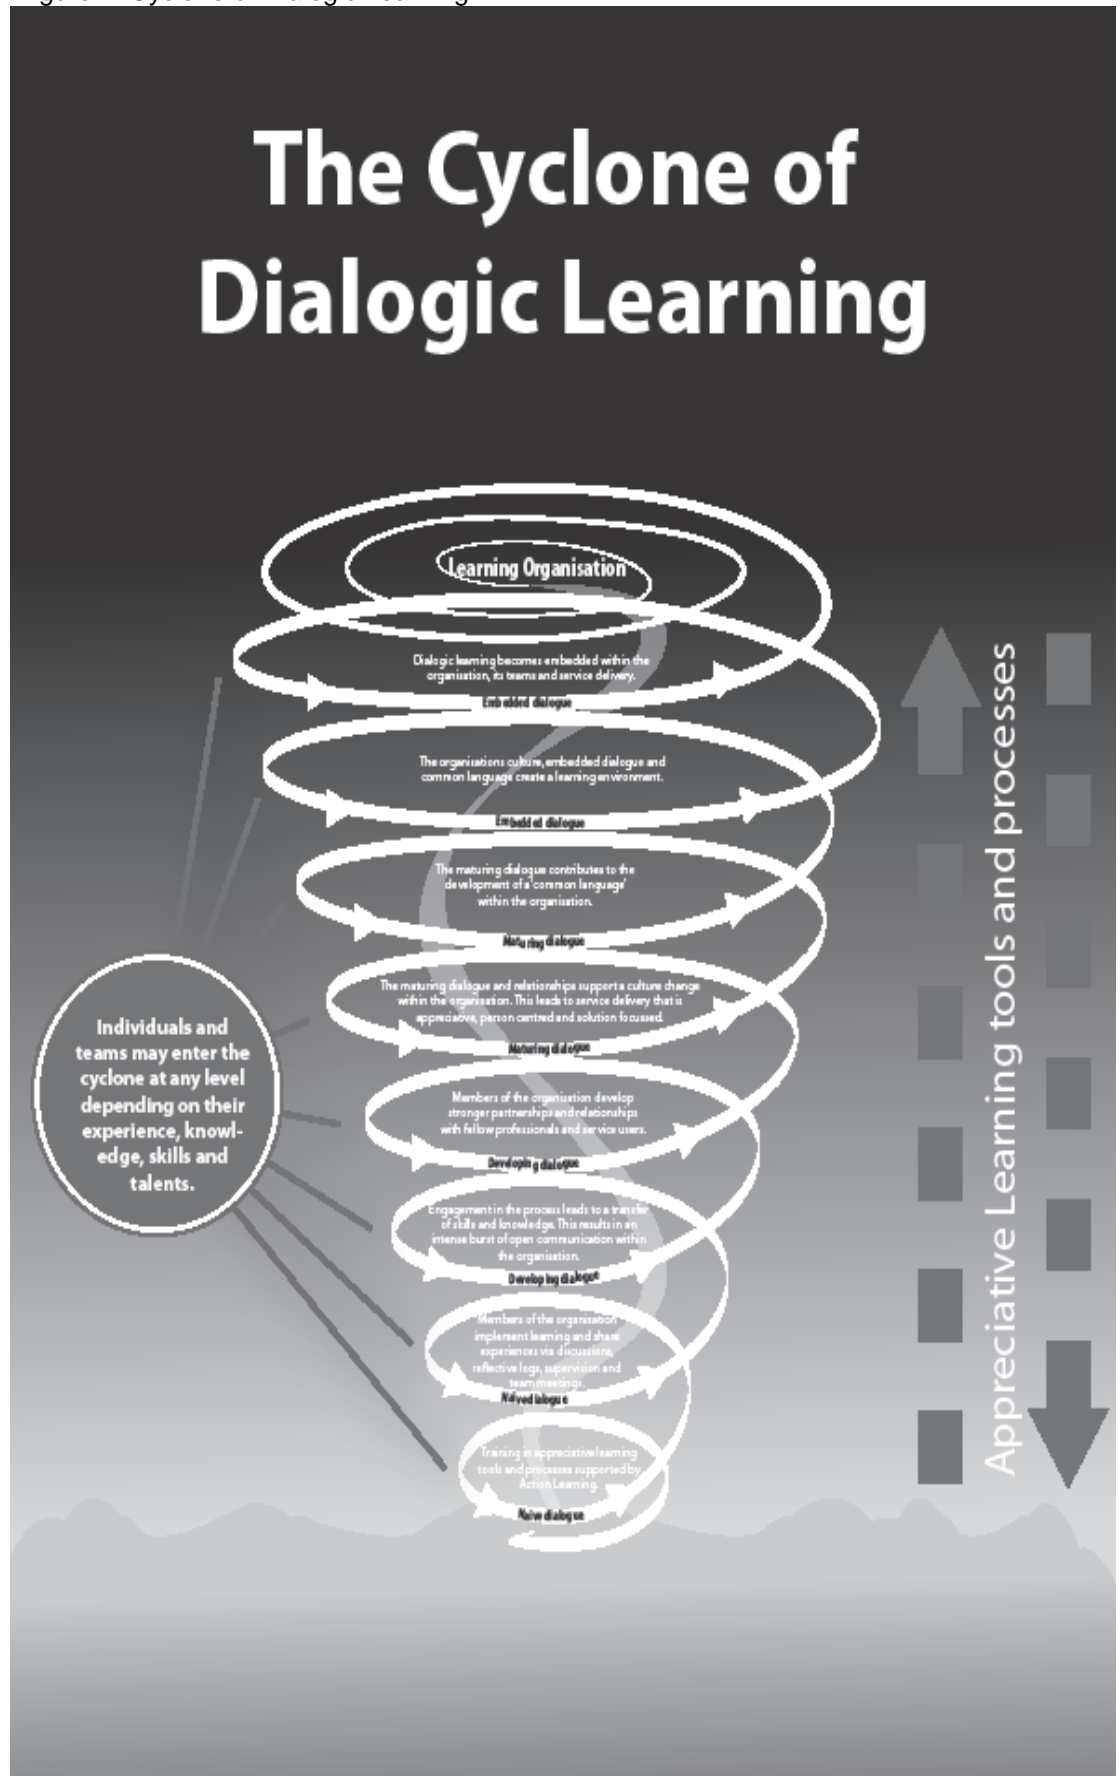 The Cyclone of
Dialogic Learning
Learning Organisation
Dialogic learning becomes embedded within the
organisation, its teams and service delivery.
Embedded dialogue
The organisations culture, embedded dialogue and
common language create a learning environment.
Embedded dialogue
The maturing dialogue contributes to the
development of a 'common language'
within the organisation.
Maturing dialogue
The maturing dialogue and relationships support a culture change
within the organisation. This leads to service delivery that is
appreciative, person centred and solution focussed.
Maturing dialogue
Members of the organisation develop
stronger partnerships and relationships
with fellow professionals and service users.
Developing dialogue
Engagement in the process leads to a transfer
of skills and knowledge. This results in an
intense burst of open communication within
the organisation.
Developing dialogue
Members of the organisation
implement learning and share
experiences via discussions,
reflective logs, supervision and
team meetings.
Naive dialogue
Training in appreciative learning
tools and processes supported by
Action Learning.
Naive dialogue
Individuals and
teams may enter the
cyclone at any level
depending on their
experience, knowl-
edge, skills and
talents.
Appreciative Learning tools and processes